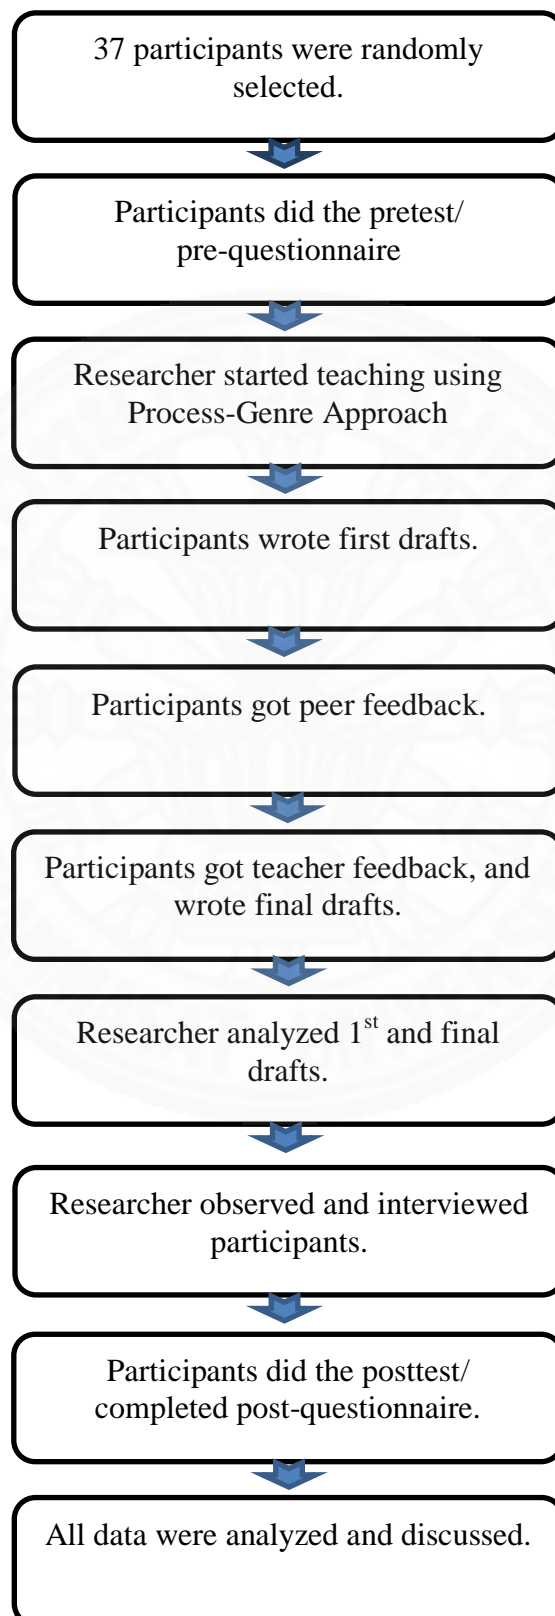 37 participants were randomly
selected.
Participants did the pretest/
pre-questionnaire
Researcher started teaching using
Process-Genre Approach
Participants wrote first drafts.
Participants got peer feedback.
Participants got teacher feedback, and
wrote final drafts.
Researcher analyzed 1st and final
drafts.
Researcher observed and interviewed
participants.
Participants did the posttest/
completed post-questionnaire.
All data were analyzed and discussed.